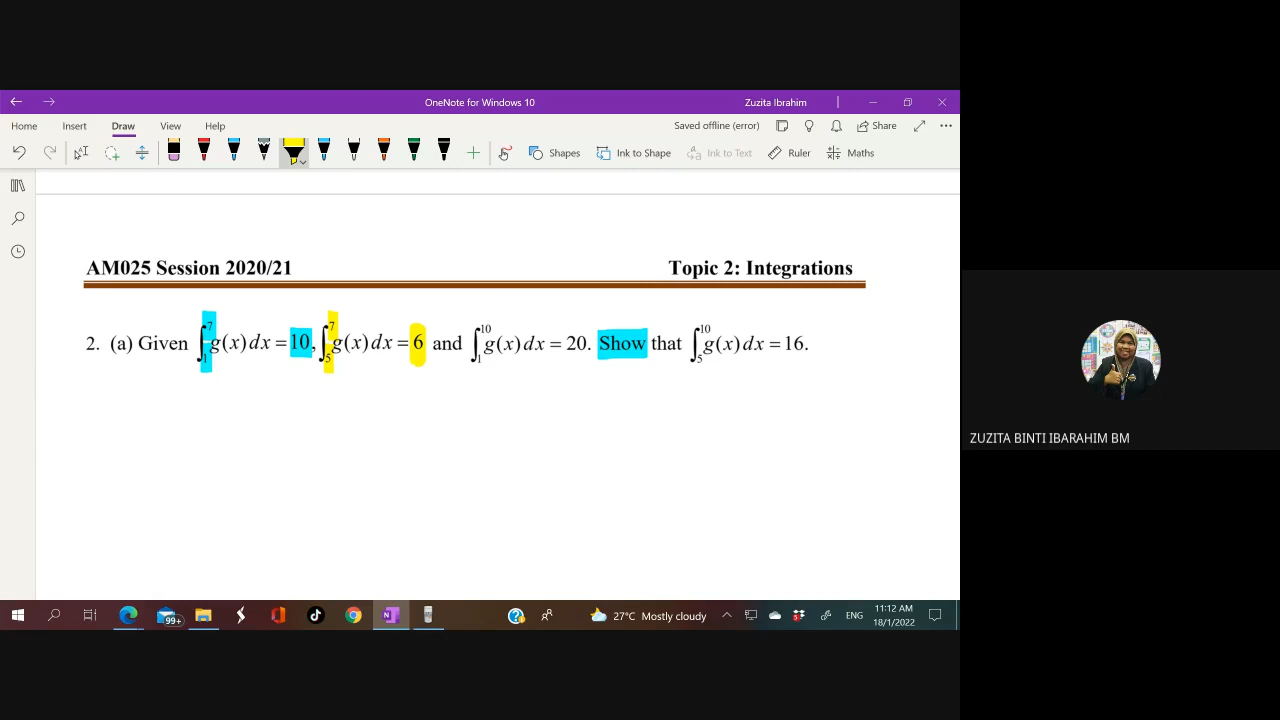 OneNote for Windows 10
Zuzita Ibrahim
Home Insert Draw View Help
Saved offline (error) Share
Shapes Ink to Shape Ink to Text Ruler Maths
AM025 Session 2020/21 Topic 2: Integrations
2. (a) Given ∫₁⁷ g(x) dx = 10, ∫₅⁷ g(x) dx = 6 and ∫₁¹⁰ g(x) dx = 20. Show that ∫₅¹⁰ g(x) dx = 16.
ZUZITA BINTI IBARAHIM BM
99+ 27°C Mostly cloudy 5 ENG 11:12 AM
18/1/2022